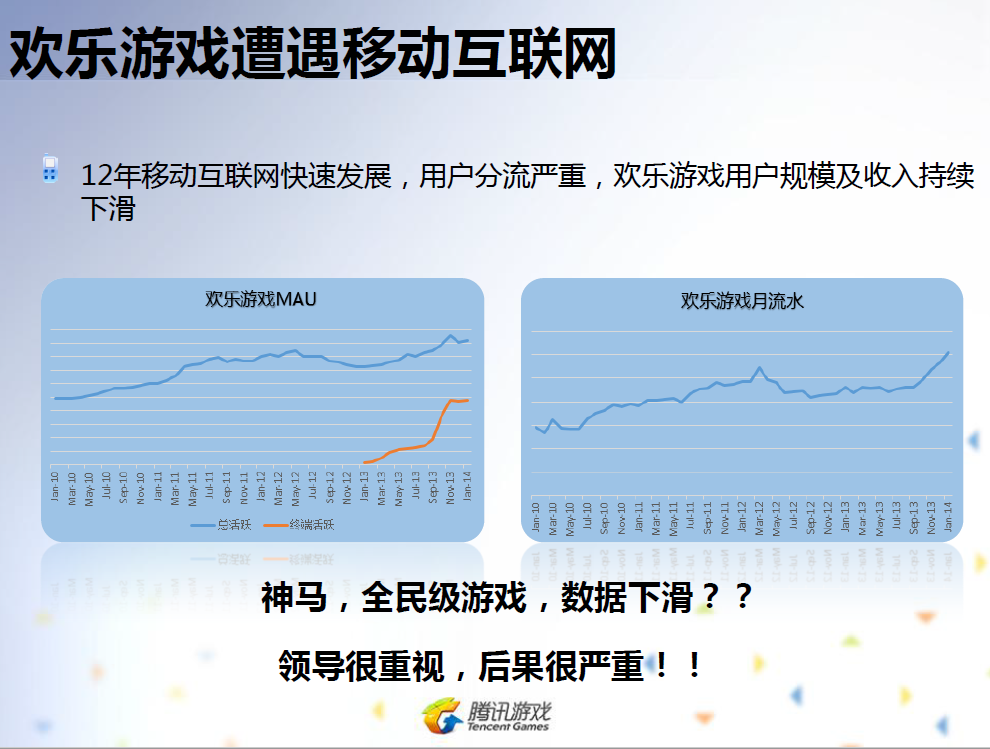 欢乐游戏遭遇移动互联网
12年移动互联网快速发展，用户分流严重，欢乐游戏用户规模及收入持续
下滑
欢乐游戏MAU
Jan-10 Mar-10 May-10 Jul-10 Sep-10 Nov-10 Jan-11 Mar-11 May-11 Jul-11 Sep-11 Nov-11 Jan-12 Mar-12 May-12 Jul-12 Sep-12 Nov-12 Jan-13 Mar-13 May-13 Jul-13 Sep-13 Nov-13 Jan-14
总活跃 终端活跃
欢乐游戏月流水
Jan-10 Mar-10 May-10 Jul-10 Sep-10 Nov-10 Jan-11 Mar-11 May-11 Jul-11 Sep-11 Nov-11 Jan-12 Mar-12 May-12 Jul-12 Sep-12 Nov-12 Jan-13 Mar-13 May-13 Jul-13 Sep-13 Nov-13 Jan-14
神马，全民级游戏，数据下滑？？
领导很重视，后果很严重！！
腾讯游戏
Tencent Games